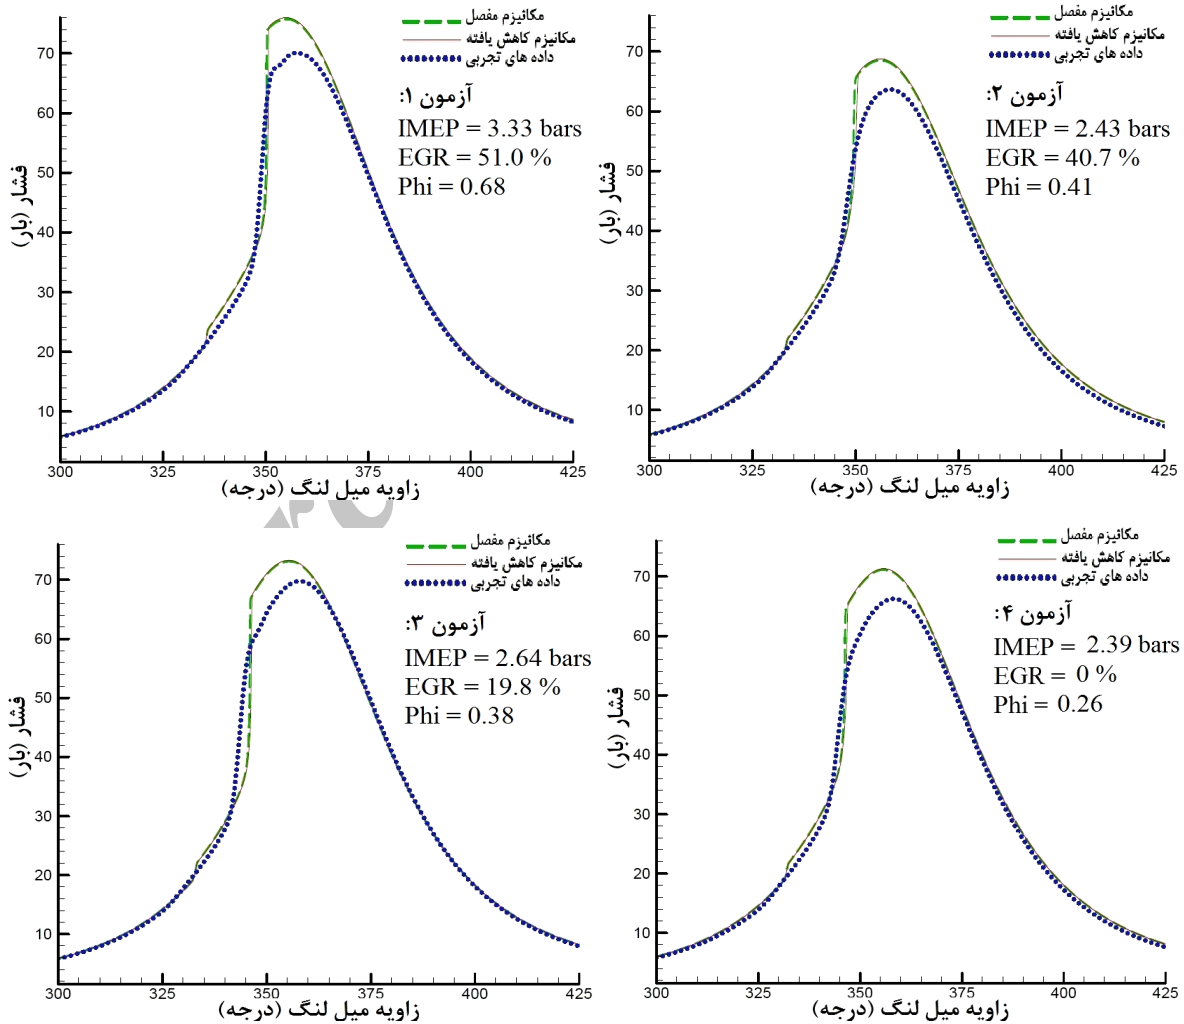 مکانیزم مفصل
مکانیزم کاهش یافته
داده های تجربی
آزمون ۱:
IMEP = 3.33 bars
EGR = 51.0 %
Phi = 0.68
70
60
50
40
30
20
10
فشار (بار)
300 325 350 375 400 425
زاویه میل لنگ (درجه)
مکانیزم مفصل
مکانیزم کاهش یافته
داده های تجربی
آزمون ۲:
IMEP = 2.43 bars
EGR = 40.7 %
Phi = 0.41
70
60
50
40
30
20
10
فشار (بار)
300 325 350 375 400 425
زاویه میل لنگ (درجه)
مکانیزم مفصل
مکانیزم کاهش یافته
داده های تجربی
آزمون ۳:
IMEP = 2.64 bars
EGR = 19.8 %
Phi = 0.38
70
60
50
40
30
20
10
فشار (بار)
300 325 350 375 400 425
زاویه میل لنگ (درجه)
مکانیزم مفصل
مکانیزم کاهش یافته
داده های تجربی
آزمون ۴:
IMEP = 2.39 bars
EGR = 0 %
Phi = 0.26
70
60
50
40
30
20
10
فشار (بار)
300 325 350 375 400 425
زاویه میل لنگ (درجه)